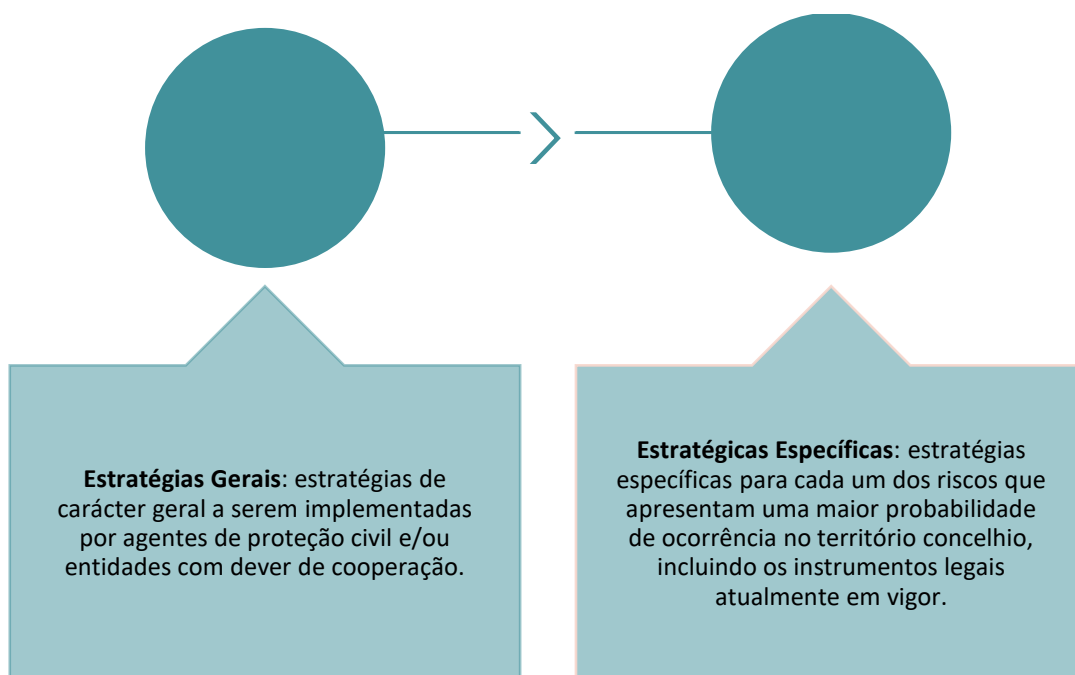 Estratégias Gerais: estratégias de
carácter geral a serem implementadas
por agentes de proteção civil e/ou
entidades com dever de cooperação.
Estratégicas Específicas: estratégias
específicas para cada um dos riscos que
apresentam uma maior probabilidade
de ocorrência no território concelhio,
incluindo os instrumentos legais
atualmente em vigor.